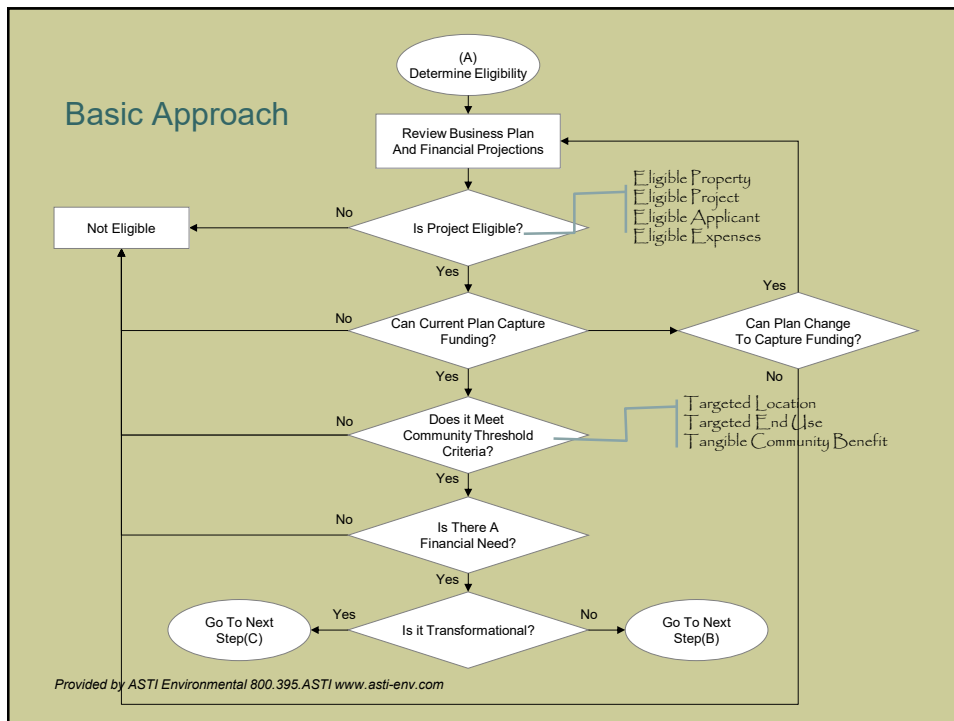 (A)
Determine Eligibility
Basic Approach
Review Business Plan
And Financial Projections
Eligible Property
Eligible Project
Eligible Applicant
Eligible Expenses
No
Not Eligible
Is Project Eligible?
Yes
Yes
No
Can Current Plan Capture
Funding?
Can Plan Change
To Capture Funding?
Yes
No
Targeted Location
Targeted End Use
Tangible Community Benefit
No
Does it Meet
Community Threshold
Criteria?
Yes
No
Is There A
Financial Need?
Yes
Go To Next
Step(C)
Yes
Is it Transformational?
No
Go To Next
Step(B)
Provided by ASTI Environmental 800.395.ASTI www.asti-env.com